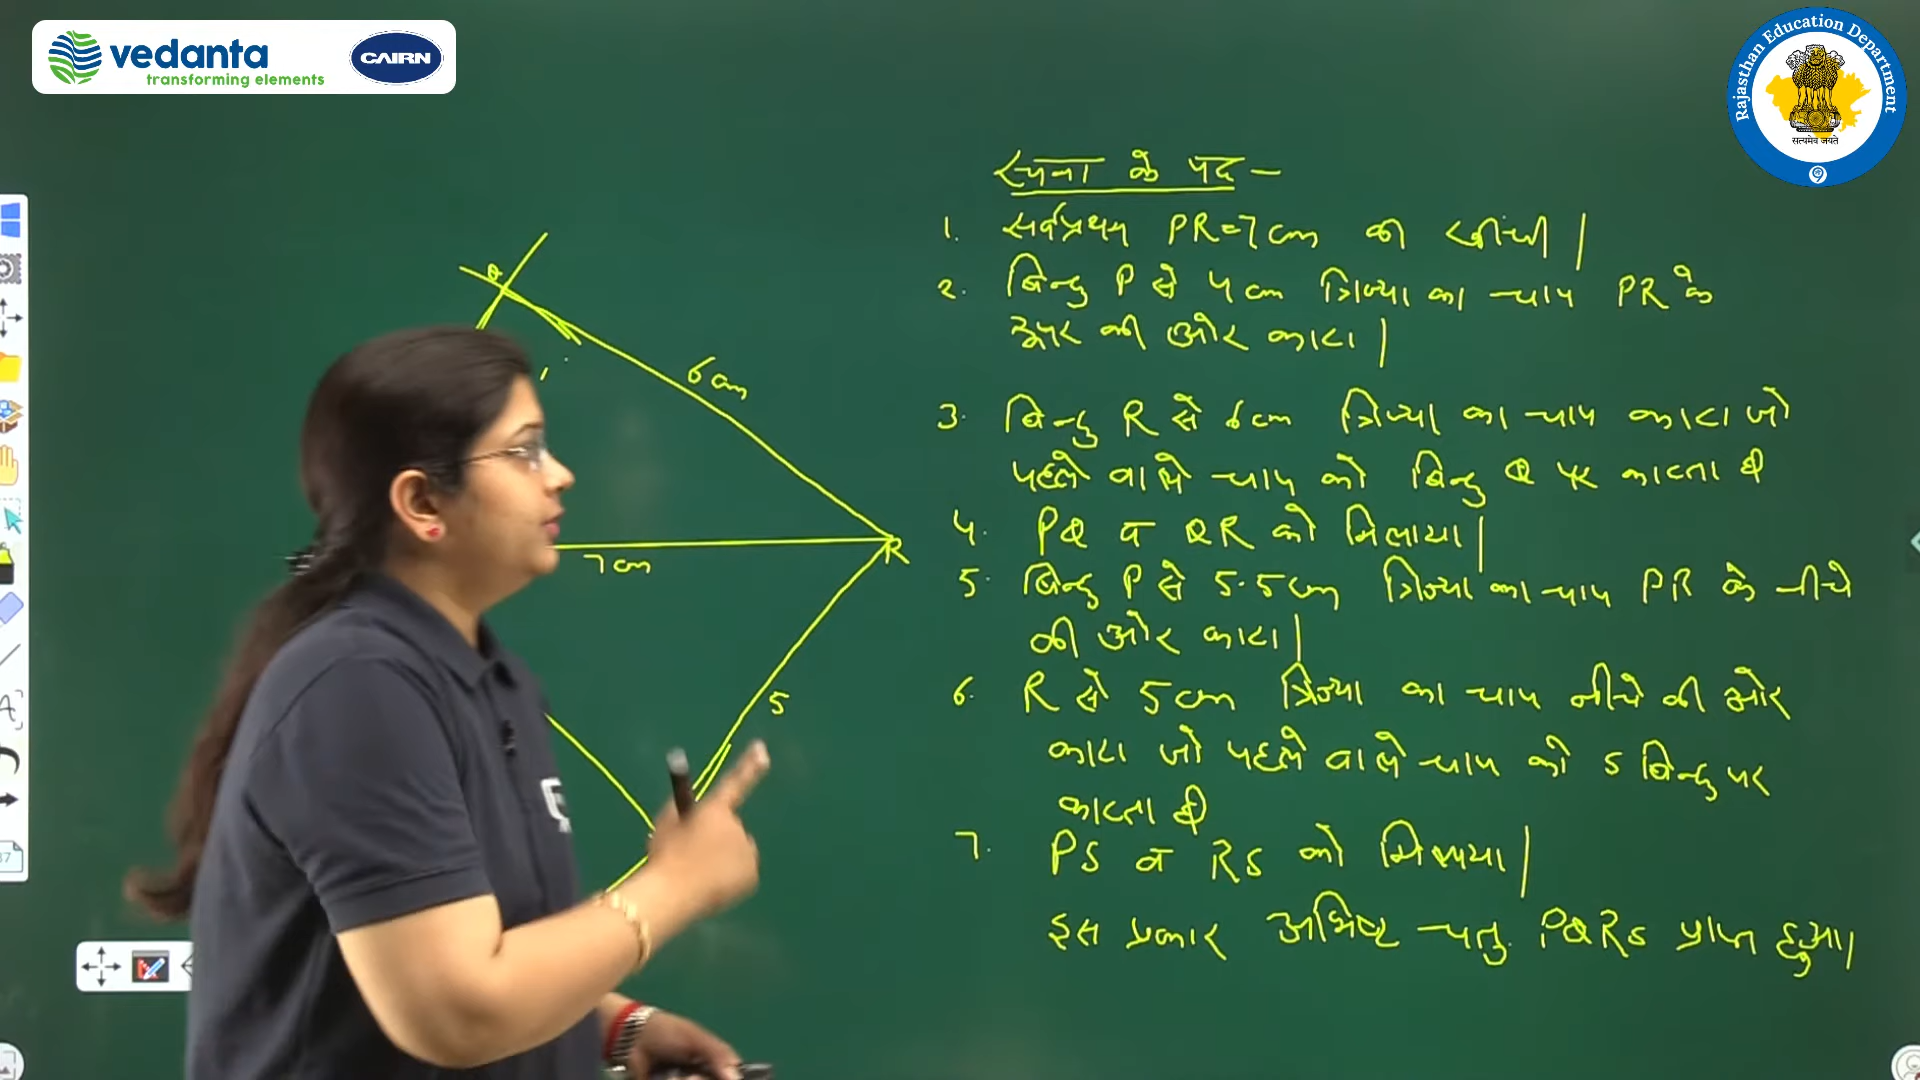 vedanta
transforming elements
CAIRN
Rajasthan Education Department
सत्यमेव जयते
रचना के पद -
1. सर्वप्रथम PR=7cm की खींची |
2. बिन्दु P से 4cm त्रिज्या का चाप PR के
ऊपर की ओर काटा |
3. बिन्दु R से 6cm त्रिज्या का चाप काटा जो
पहले वाले चाप को बिन्दु Q पर काटता है
4. PQ व QR को मिलाया |
5. बिन्दु P से 5.5cm त्रिज्या का चाप PR के नीचे
की ओर काटा |
6. R से 5cm त्रिज्या का चाप नीचे की ओर
काटा जो पहले वाले चाप को S बिन्दु पर
काटता है
7. PS व RS को मिलाया |
इस प्रकार अभिष्ट चतु. PQRS प्राप्त हुआ|
Q
6cm
7cm
R
5